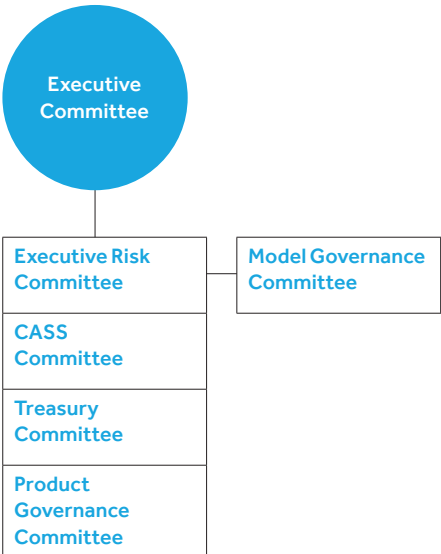 Executive
Committee
Executive Risk
Committee
Model Governance
Committee
CASS
Committee
Treasury
Committee
Product
Governance
Committee